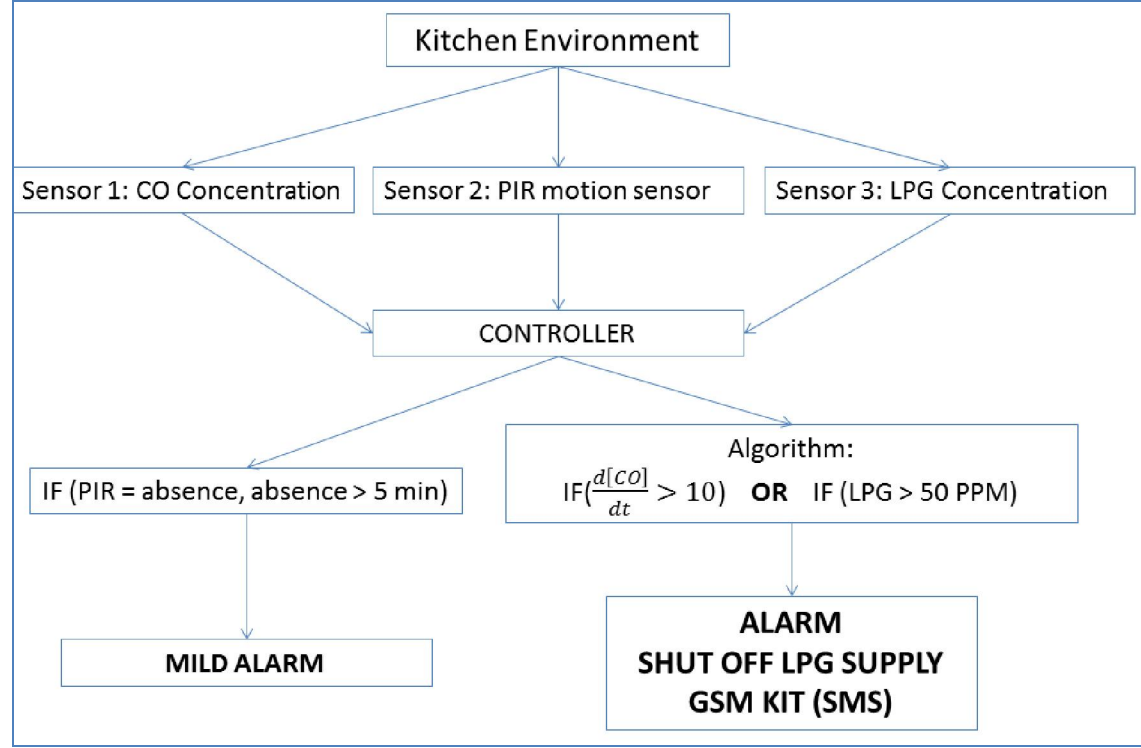 Kitchen Environment
Sensor 1: CO Concentration
Sensor 2: PIR motion sensor
Sensor 3: LPG Concentration
CONTROLLER
IF (PIR = absence, absence > 5 min)
Algorithm:
IF(d[CO]/dt > 10) OR IF (LPG > 50 PPM)
MILD ALARM
ALARM
SHUT OFF LPG SUPPLY
GSM KIT (SMS)